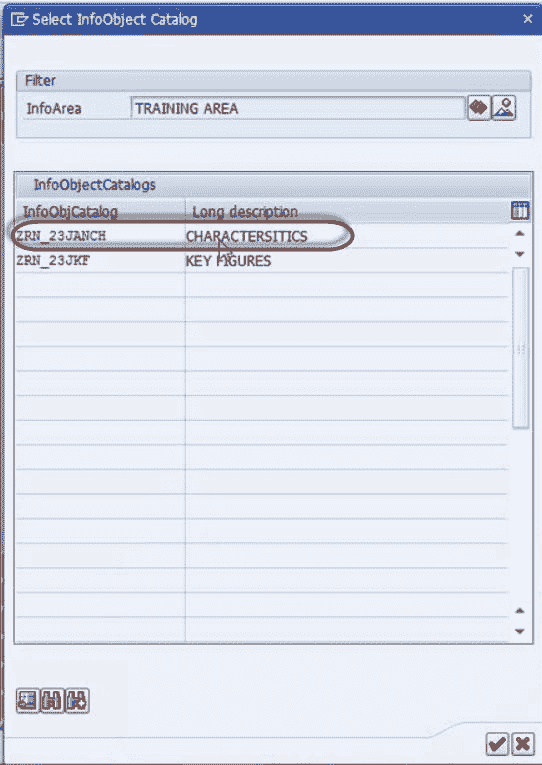 Select InfoObject Catalog
Filter
InfoArea TRAINING AREA
InfoObjectCatalogs
InfoObjCatalog Long description
ZRN_23JANCH CHARACTERSITICS
ZRN_23JKF KEY FIGURES